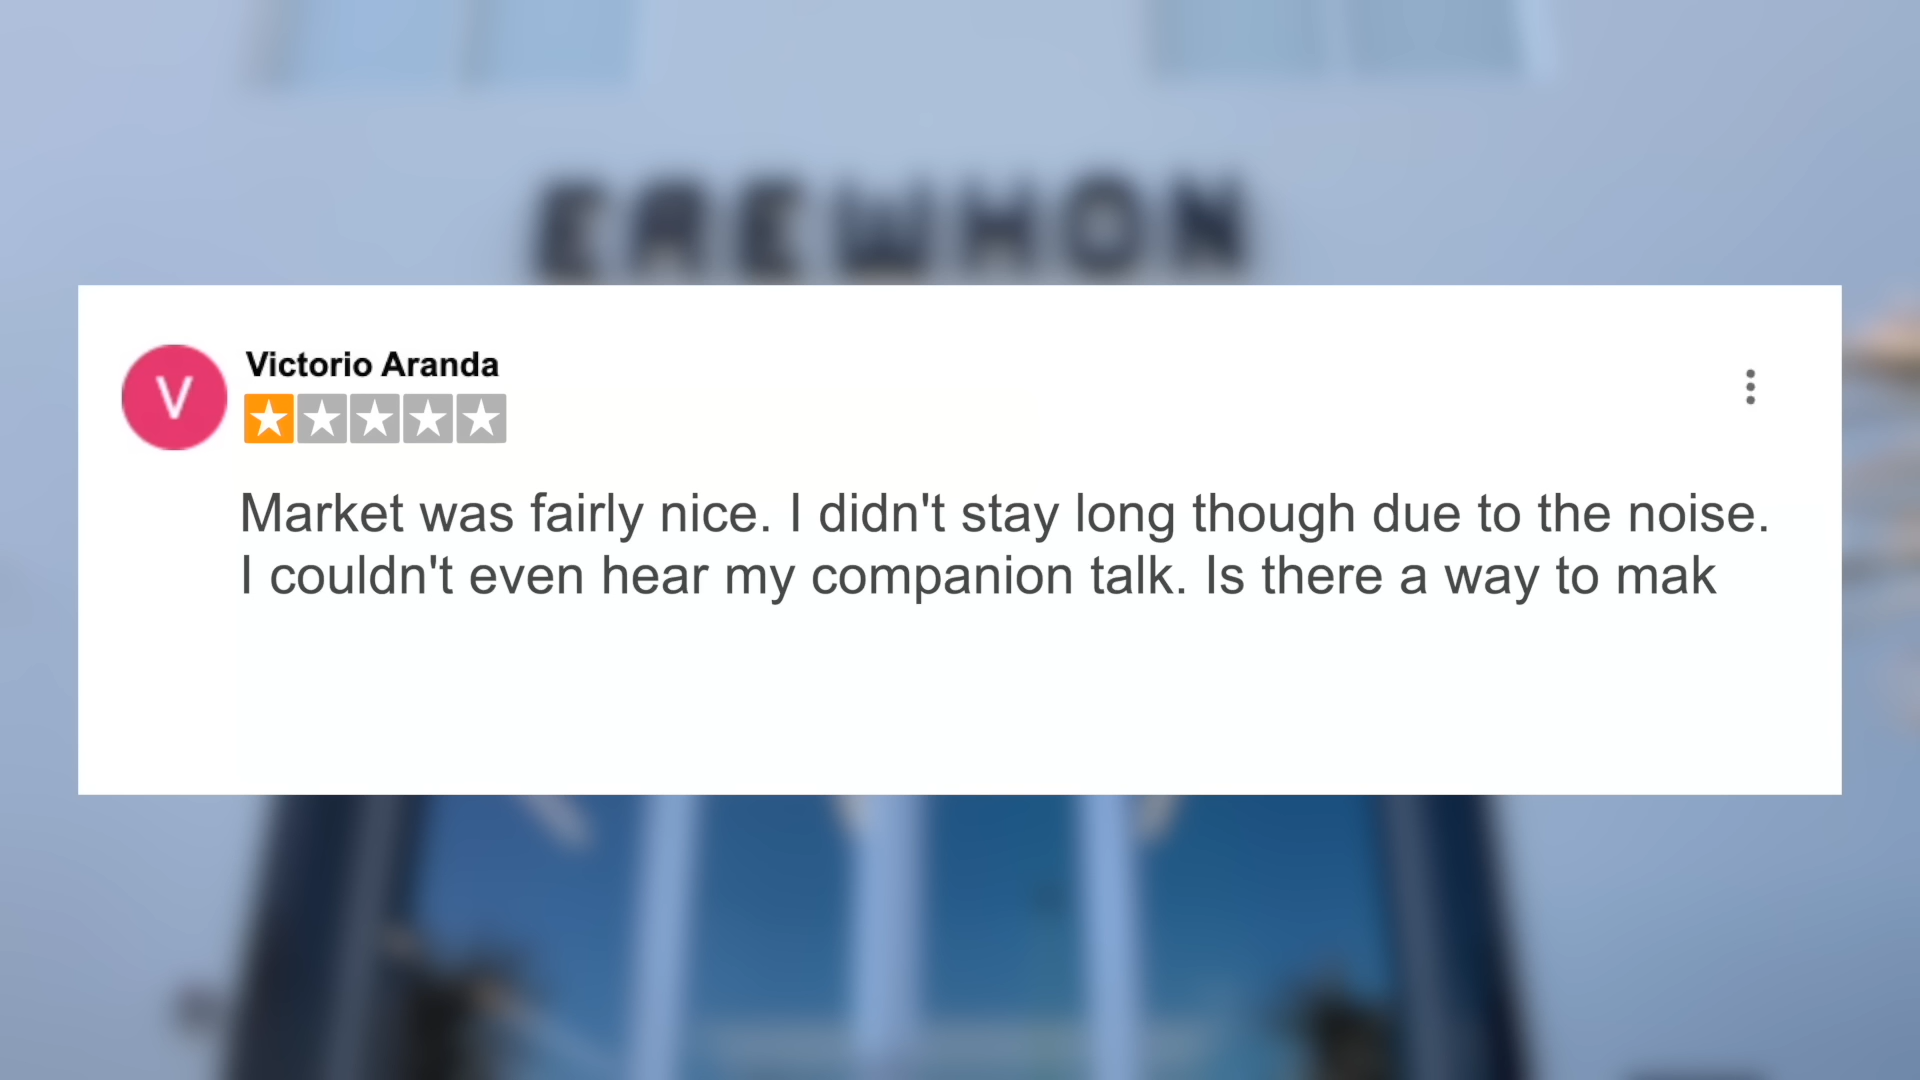 EREWHON
V
Victorio Aranda
Market was fairly nice. I didn't stay long though due to the noise.
I couldn't even hear my companion talk. Is there a way to mak